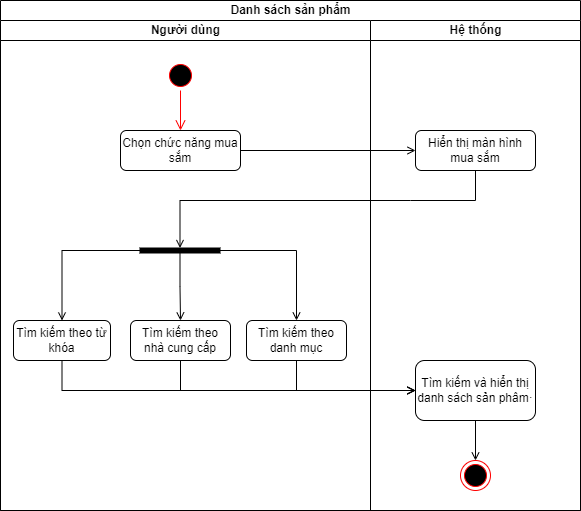 Danh sách sản phẩm
Người dùng
Hệ thống
Chọn chức năng mua
sắm
Hiển thị màn hình
mua sắm
Tìm kiếm theo từ
khóa
Tìm kiếm theo
nhà cung cấp
Tìm kiếm theo
danh mục
Tìm kiếm và hiển thị
danh sách sản phâm